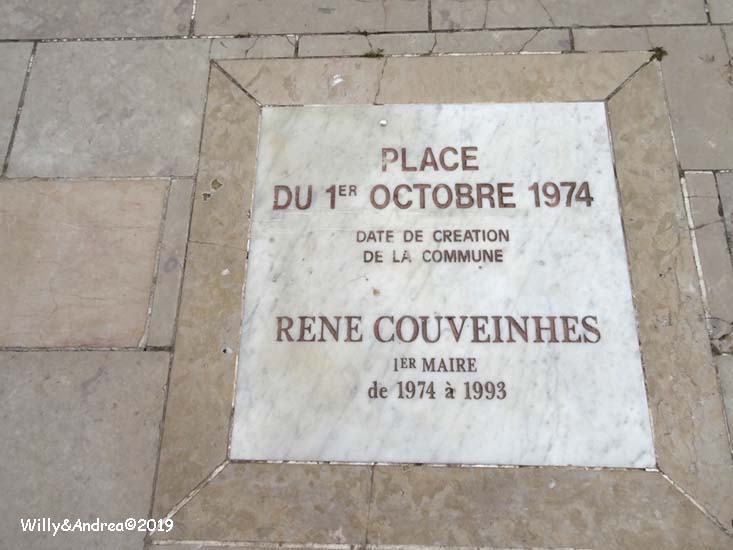 PLACE
DU 1ER OCTOBRE 1974
DATE DE CREATION
DE LA COMMUNE
RENE COUVEINHES
1ER MAIRE
de 1974 à 1993
Willy&Andrea©2019